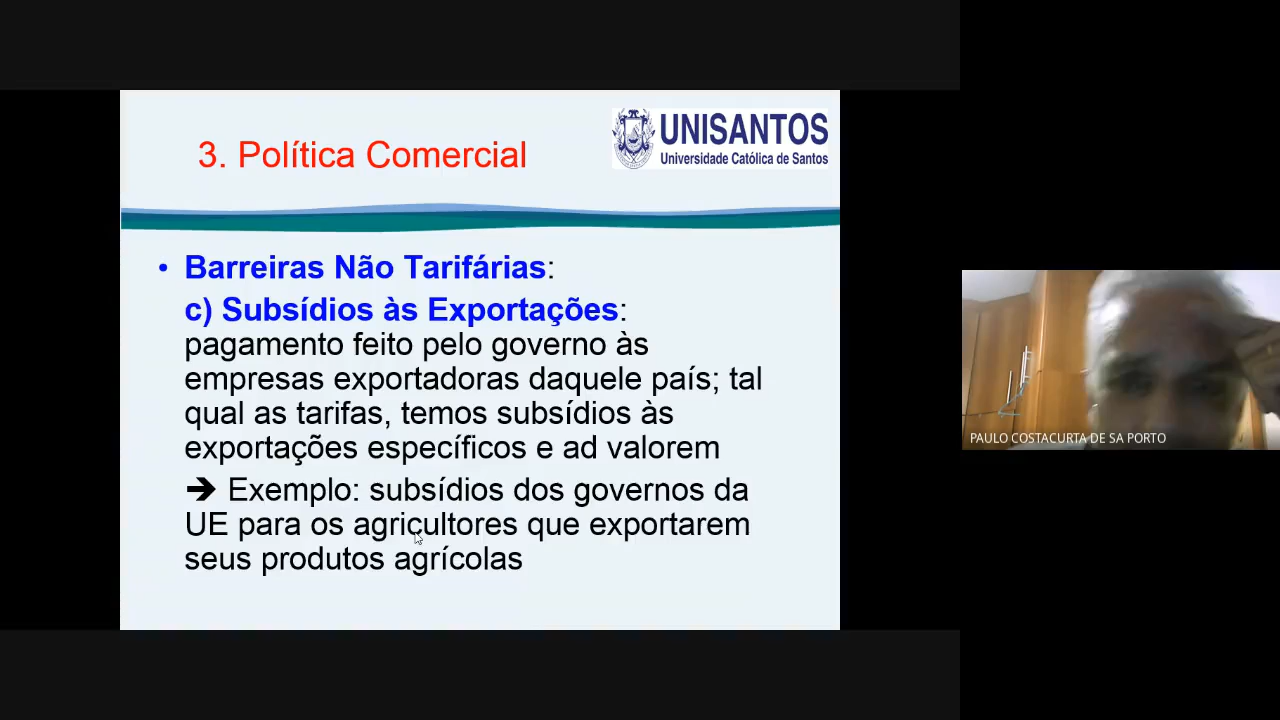 3. Política Comercial
UNISANTOS
Universidade Católica de Santos
• Barreiras Não Tarifárias:
c) Subsídios às Exportações:
pagamento feito pelo governo às
empresas exportadoras daquele país; tal
qual as tarifas, temos subsídios às
exportações específicos e ad valorem
➔ Exemplo: subsídios dos governos da
UE para os agricultores que exportarem
seus produtos agrícolas
PAULO COSTACURTA DE SA PORTO